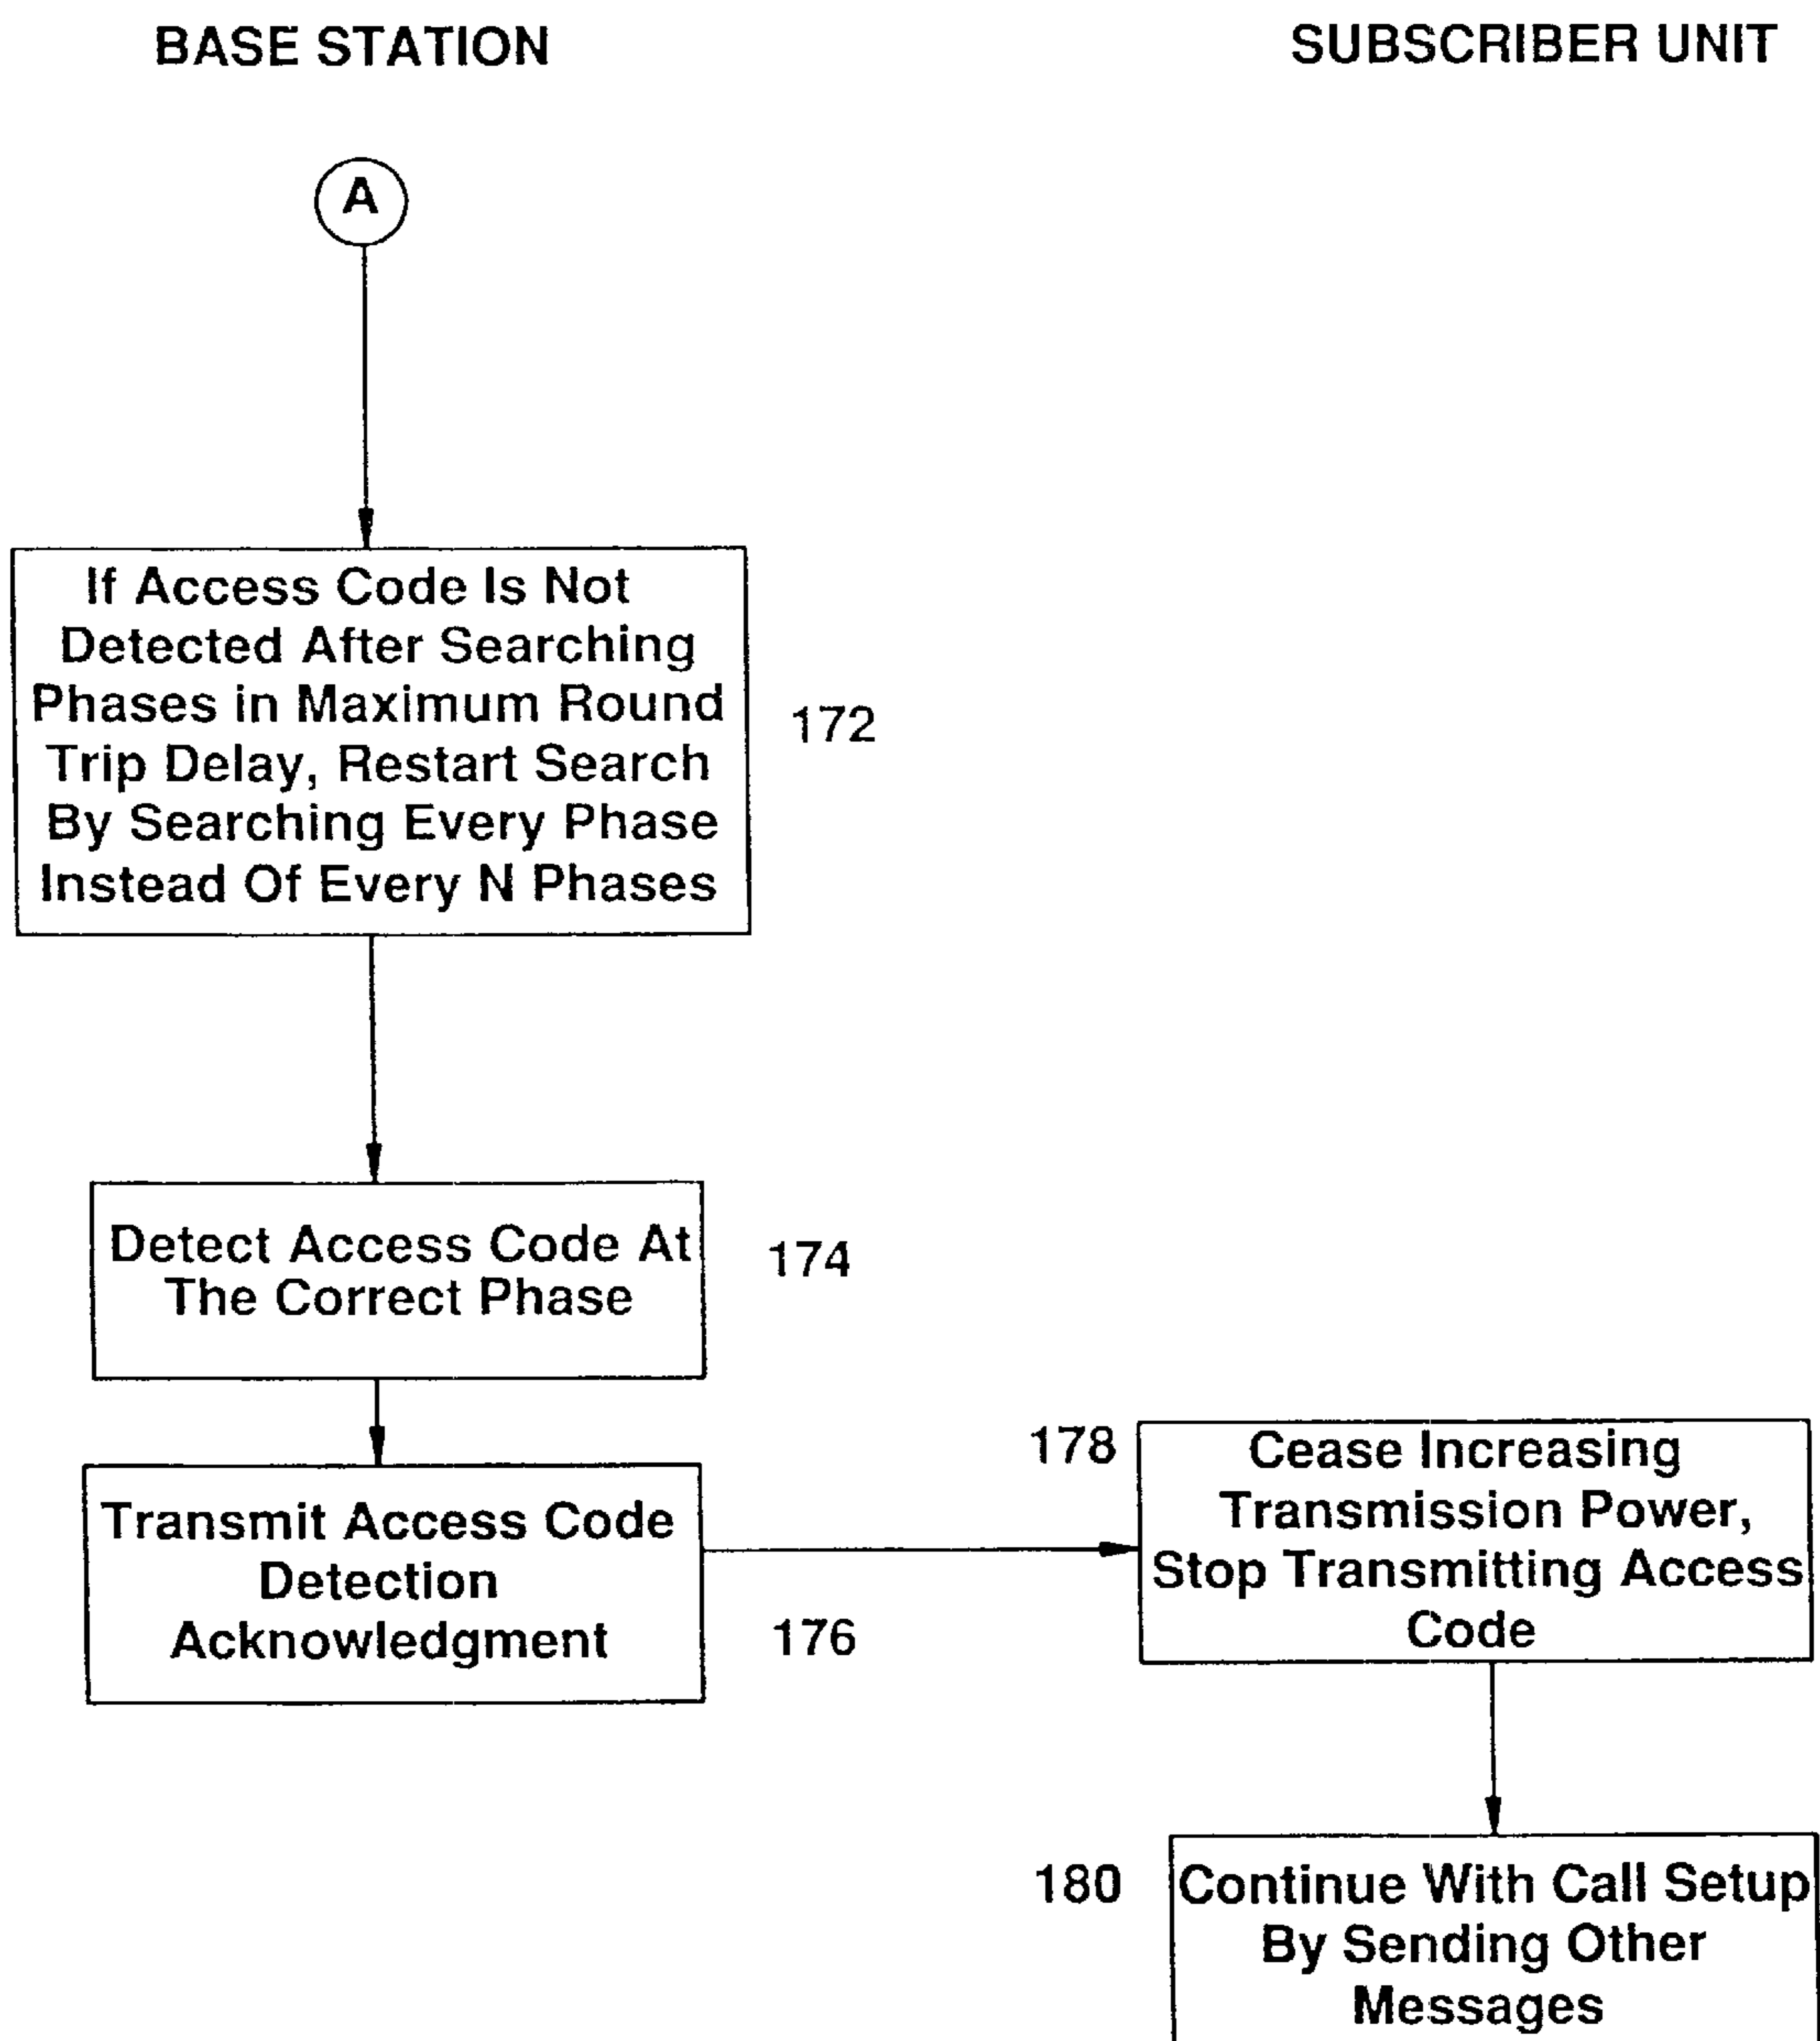 BASE STATION
SUBSCRIBER UNIT
A
If Access Code Is Not
Detected After Searching
Phases in Maximum Round
Trip Delay, Restart Search
By Searching Every Phase
Instead Of Every N Phases
172
Detect Access Code At
The Correct Phase
174
Transmit Access Code
Detection
Acknowledgment
176
178
Cease Increasing
Transmission Power,
Stop Transmitting Access
Code
180
Continue With Call Setup
By Sending Other
Messages